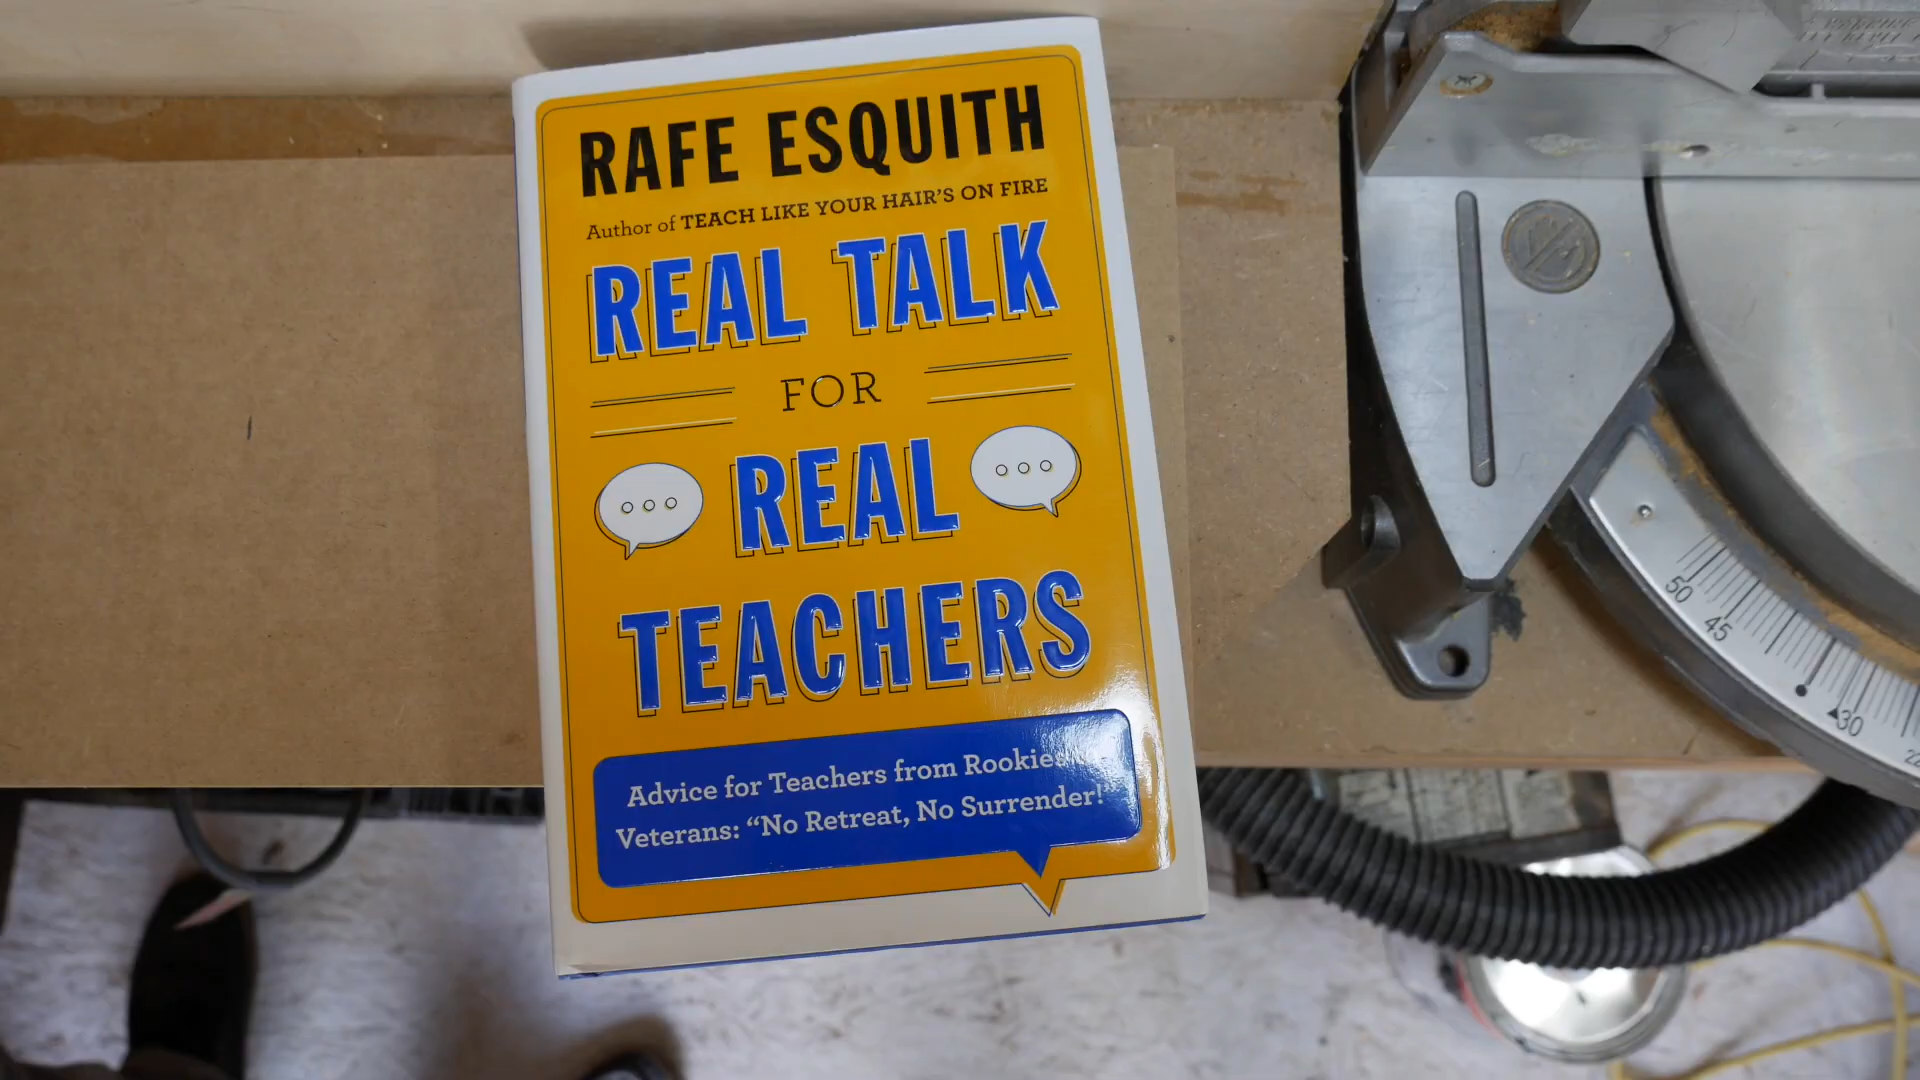 RAFE ESQUITH
Author of TEACH LIKE YOUR HAIR'S ON FIRE
REAL TALK
FOR
REAL
TEACHERS
Advice for Teachers from Rookies
Veterans: “No Retreat, No Surrender!
50
45
30